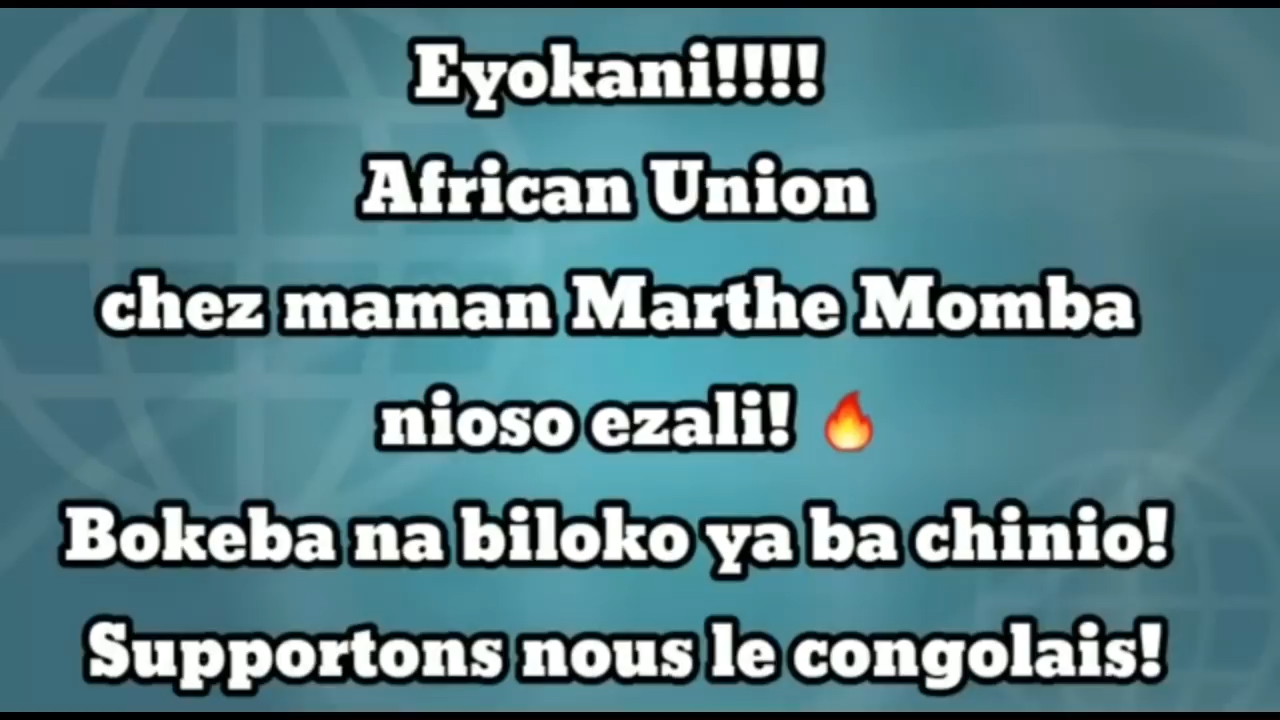 Eyokani!!!!
African Union
chez maman Marthe Momba
nioso ezali! 🔥
Bokeba na biloko ya ba chinio!
Supportons nous le congolais!